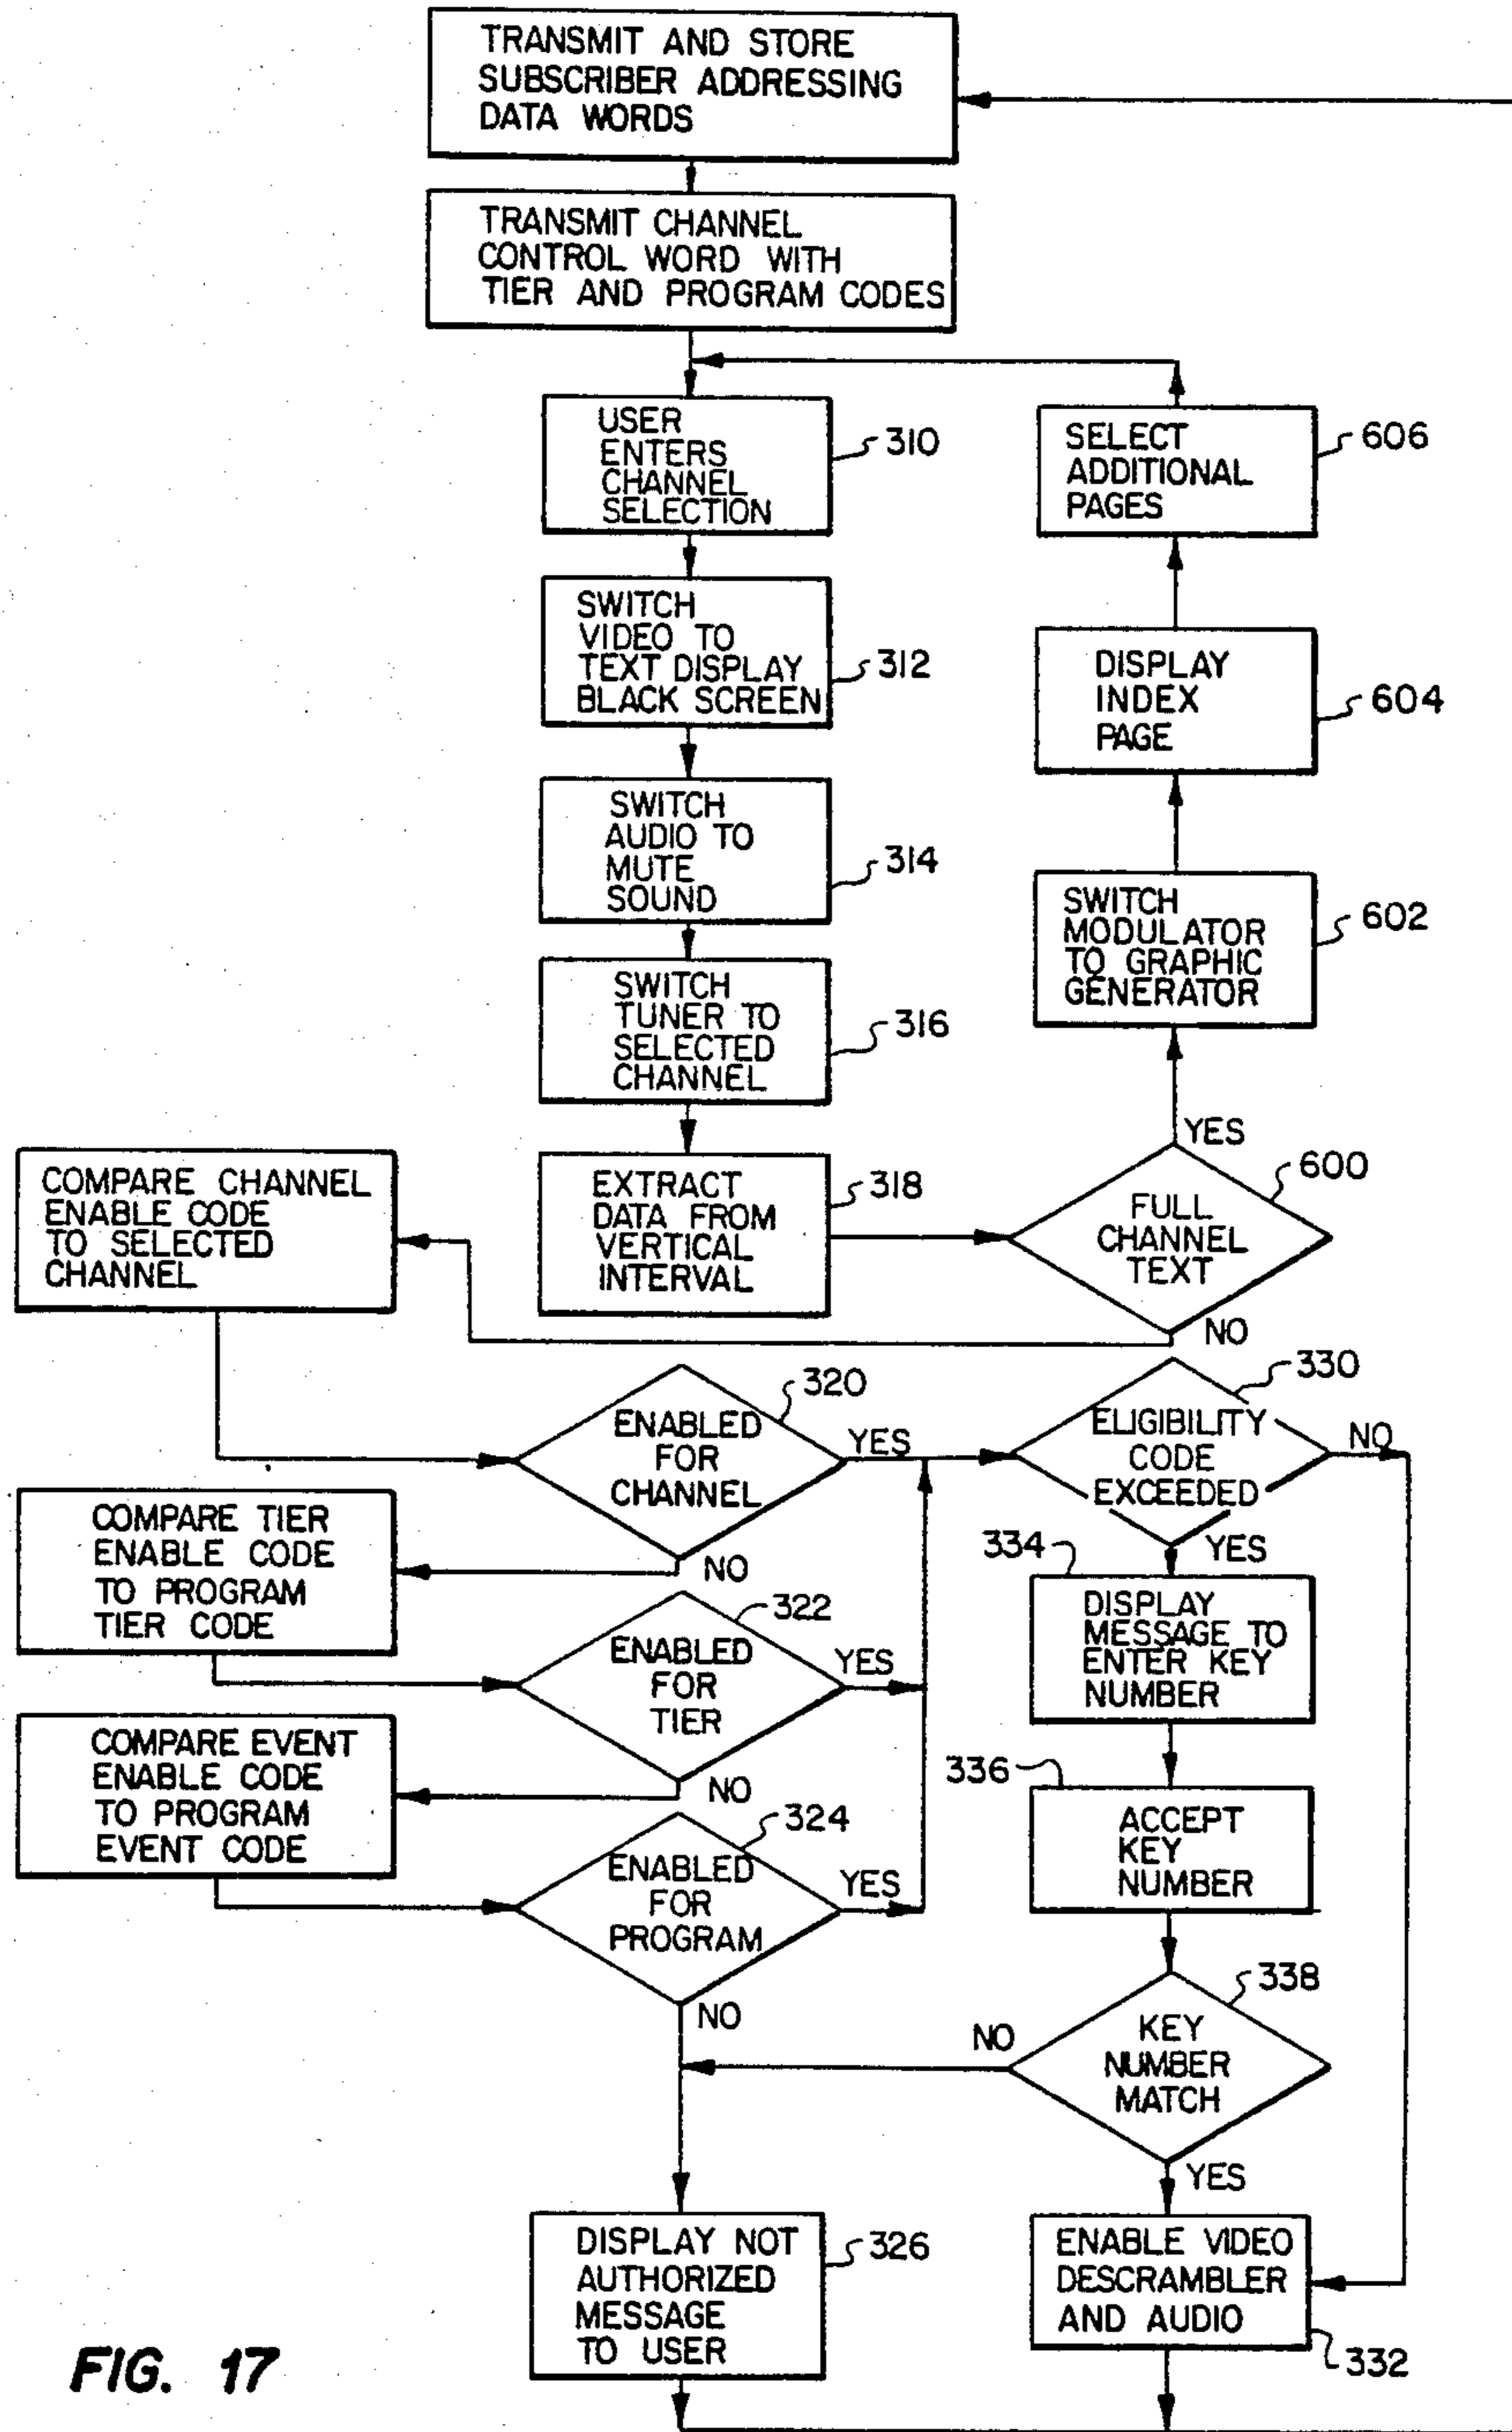 TRANSMIT AND STORE
SUBSCRIBER ADDRESSING
DATA WORDS
TRANSMIT CHANNEL
CONTROL WORD WITH
TIER AND PROGRAM CODES
USER
ENTERS
CHANNEL
SELECTION
310
SELECT
ADDITIONAL
PAGES
606
SWITCH
VIDEO TO
TEXT DISPLAY
BLACK SCREEN
312
DISPLAY
INDEX
PAGE
604
SWITCH
AUDIO TO
MUTE
SOUND
314
SWITCH
MODULATOR
TO GRAPHIC
GENERATOR
602
SWITCH
TUNER TO
SELECTED
CHANNEL
316
YES
EXTRACT
DATA FROM
VERTICAL
INTERVAL
318
FULL
CHANNEL
TEXT
600
NO
COMPARE CHANNEL
ENABLE CODE
TO SELECTED
CHANNEL
ENABLED
FOR
CHANNEL
320
YES
NO
ELIGIBILITY
CODE
EXCEEDED
330
NO
YES
COMPARE TIER
ENABLE CODE
TO PROGRAM
TIER CODE
ENABLED
FOR
TIER
322
YES
NO
334
DISPLAY
MESSAGE TO
ENTER KEY
NUMBER
COMPARE EVENT
ENABLE CODE
TO PROGRAM
EVENT CODE
ENABLED
FOR
PROGRAM
324
YES
NO
336
ACCEPT
KEY
NUMBER
KEY
NUMBER
MATCH
338
NO
YES
DISPLAY NOT
AUTHORIZED
MESSAGE
TO USER
326
ENABLE VIDEO
DESCRAMBLER
AND AUDIO
332
FIG. 17